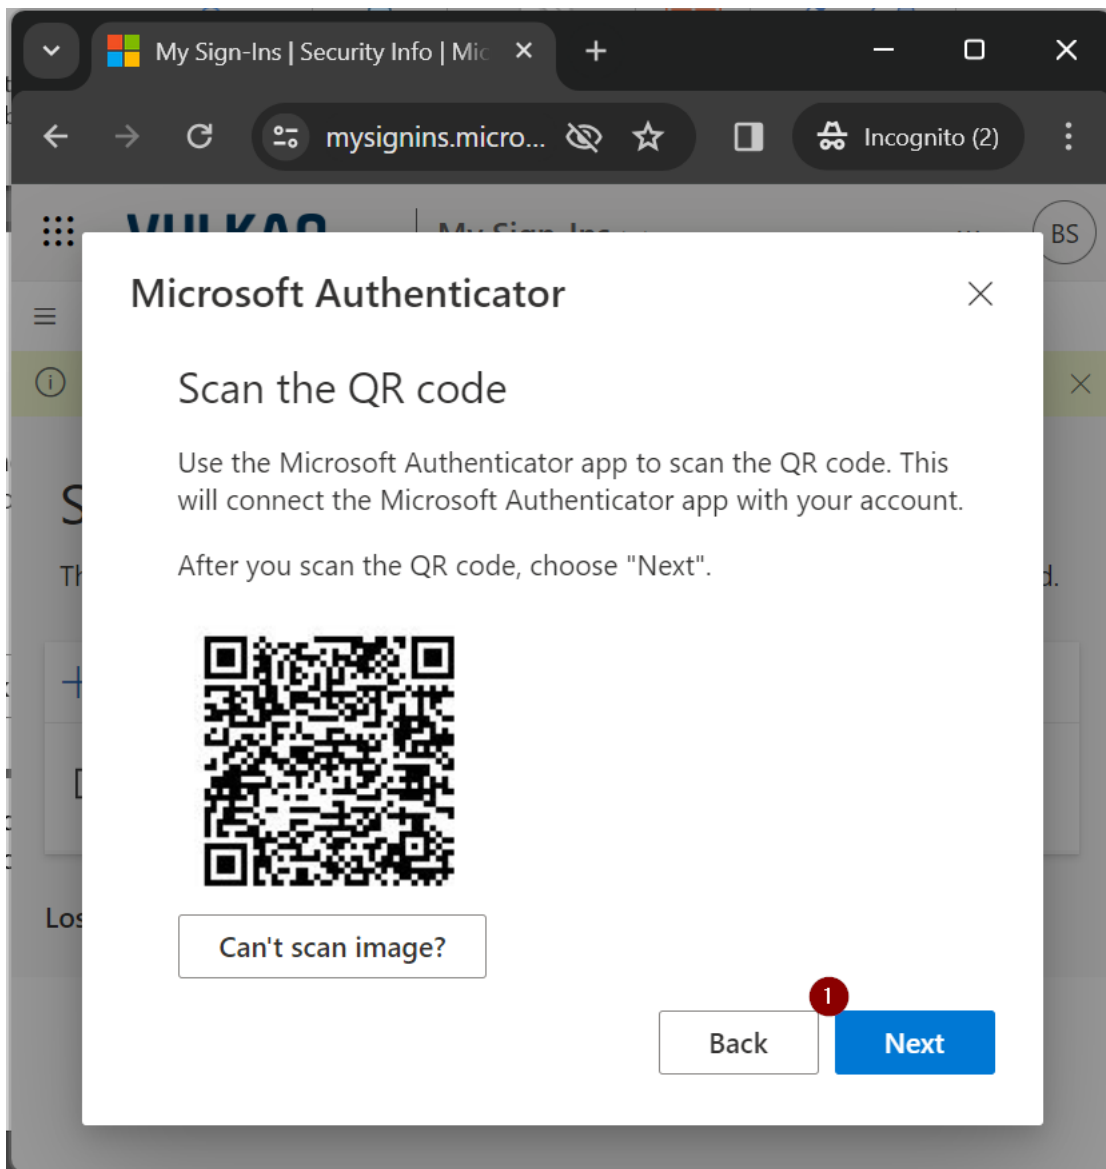 My Sign-Ins | Security Info | Mic
mysignins.micro...
Incognito (2)
BS
Microsoft Authenticator
Scan the QR code
Use the Microsoft Authenticator app to scan the QR code. This
will connect the Microsoft Authenticator app with your account.
After you scan the QR code, choose "Next".
Th
d.
Los
Can't scan image?
1
Back
Next